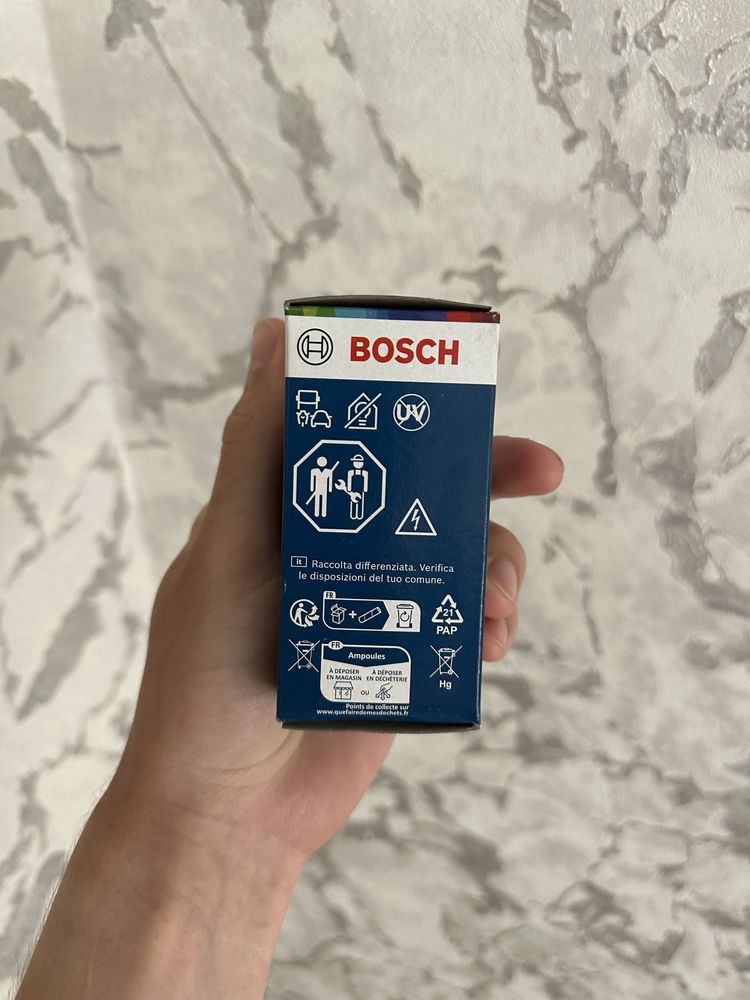 BOSCH
UV
it Raccolta differenziata. Verifica
le disposizioni del tuo comune.
FR
+
21
PAP
FR
Ampoules
À DÉPOSER EN MAGASIN
OU
À DÉPOSER EN DÉCHÈTERIE
Hg
Points de collecte sur
www.quefairedemesdechets.fr